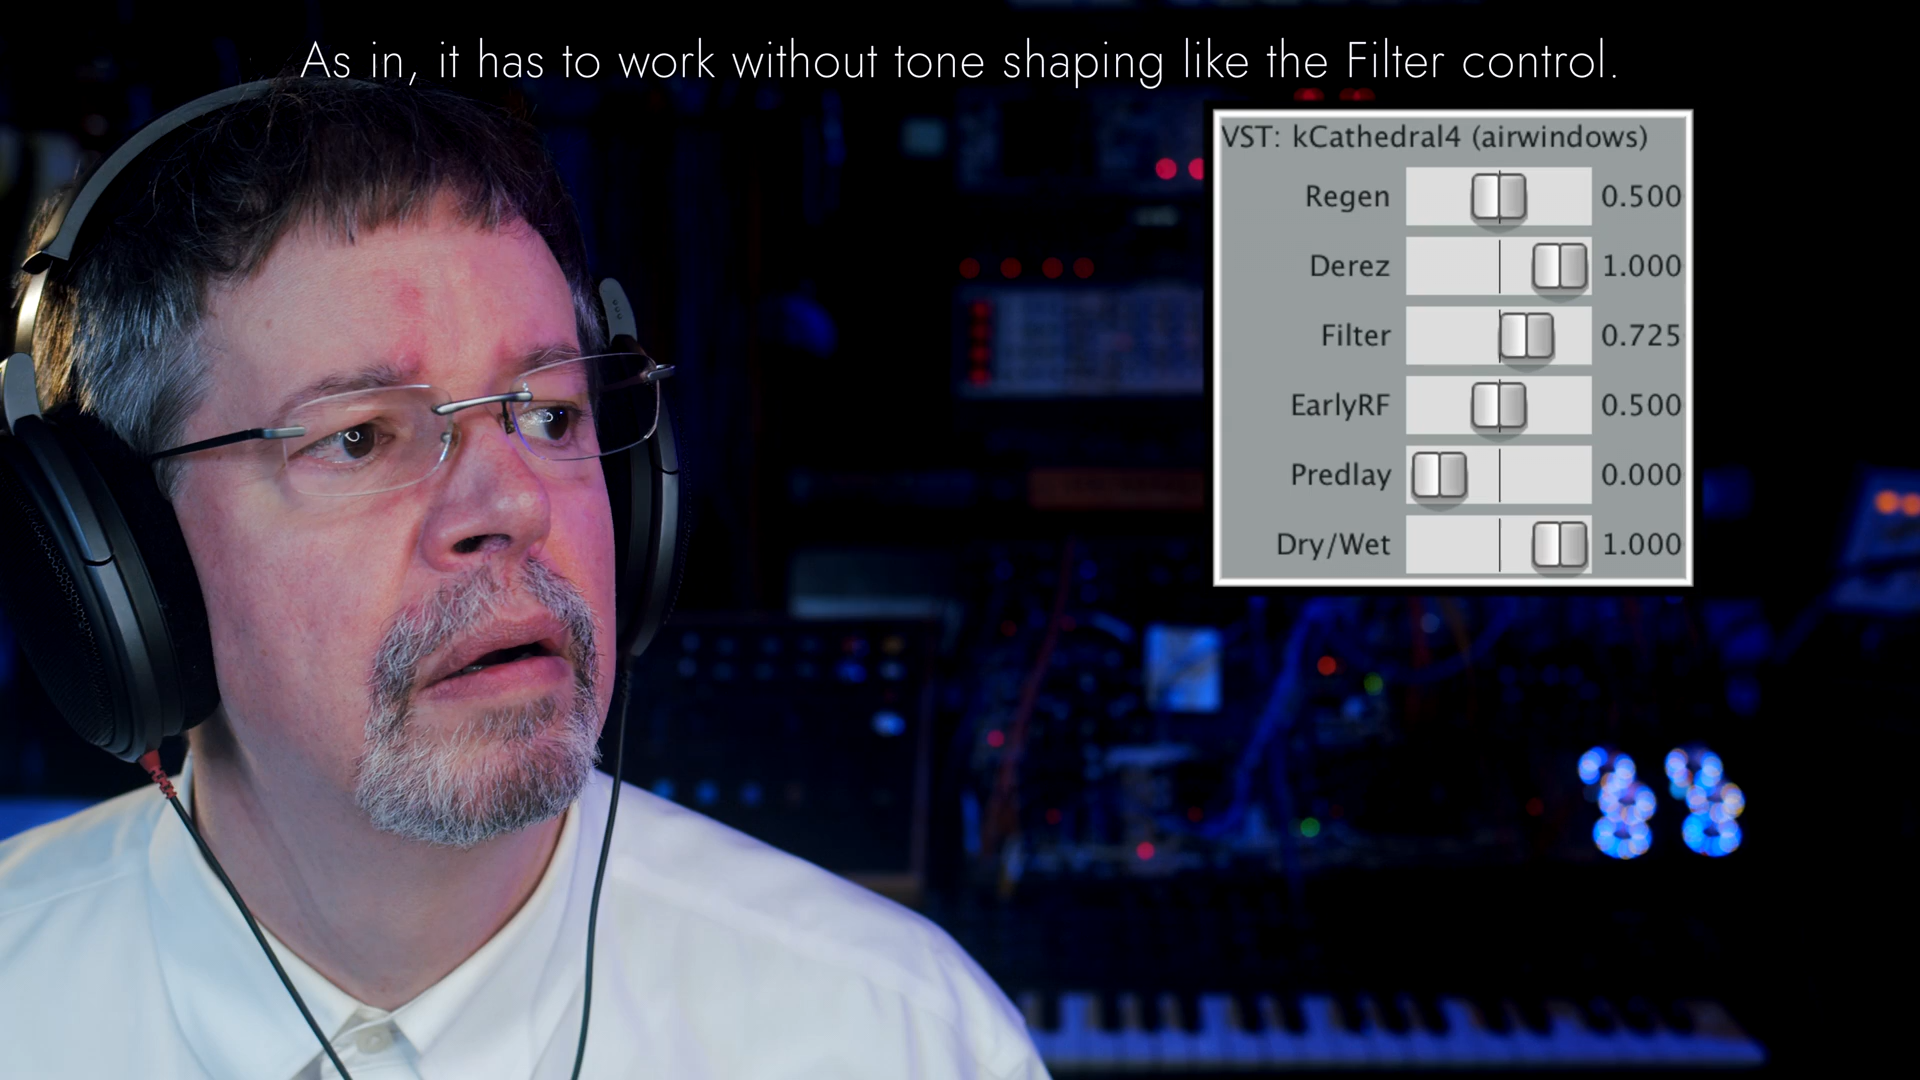 As in, it has to work without tone shaping like the Filter control.
VST: kCathedral4 (airwindows)
Regen 0.500
Derez 1.000
Filter 0.725
EarlyRF 0.500
Predlay 0.000
Dry/Wet 1.000